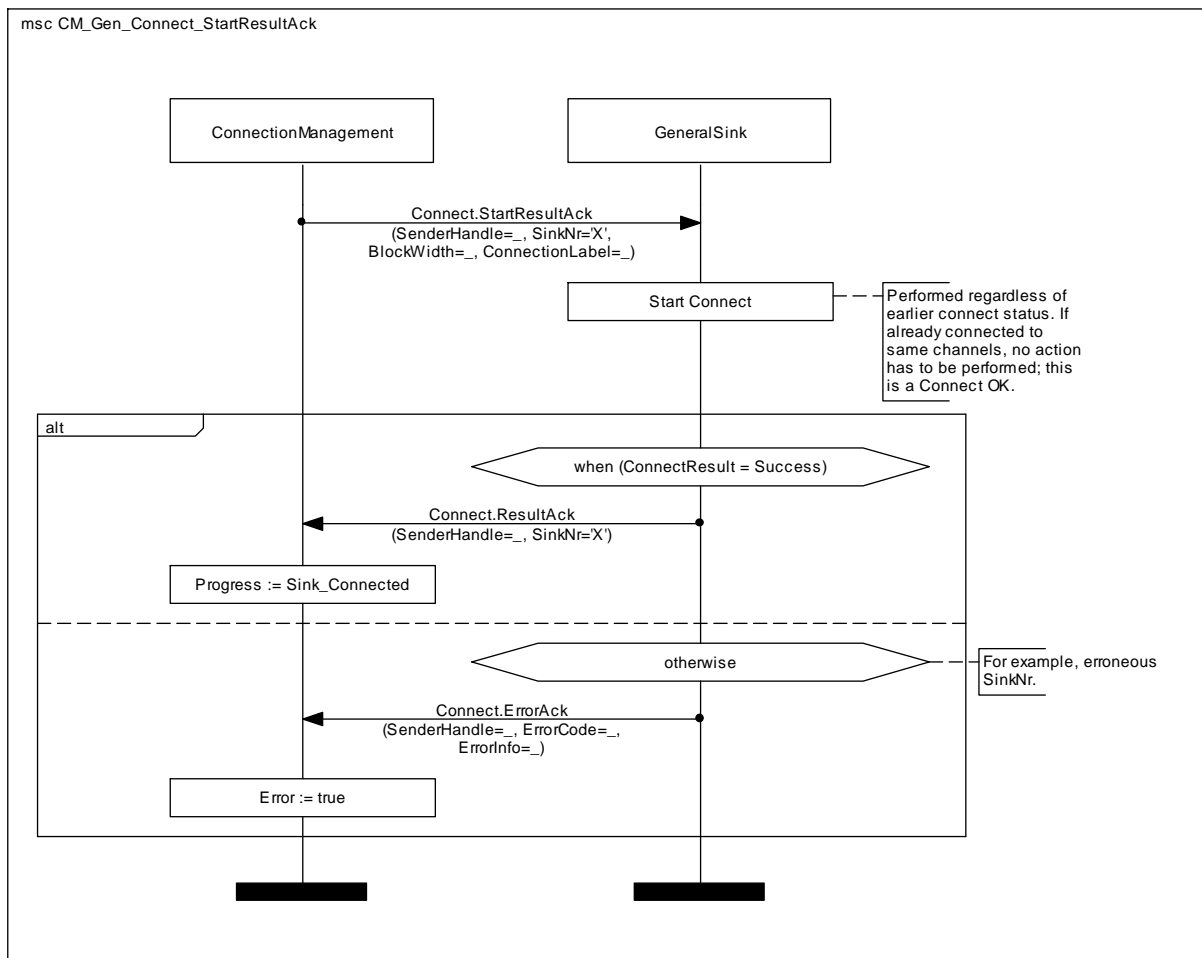 msc CM_Gen_Connect_StartResultAck
ConnectionManagement
GeneralSink
Connect.StartResultAck
(SenderHandle=_, SinkNr='X',
BlockWidth=_, ConnectionLabel=_)
Start Connect
Performed regardless of
earlier connect status. If
already connected to
same channels, no action
has to be performed; this
is a Connect OK.
alt
when (ConnectResult = Success)
Connect.ResultAck
(SenderHandle=_, SinkNr='X')
Progress := Sink_Connected
otherwise
For example, erroneous
SinkNr.
Connect.ErrorAck
(SenderHandle=_, ErrorCode=_,
ErrorInfo=_)
Error := true